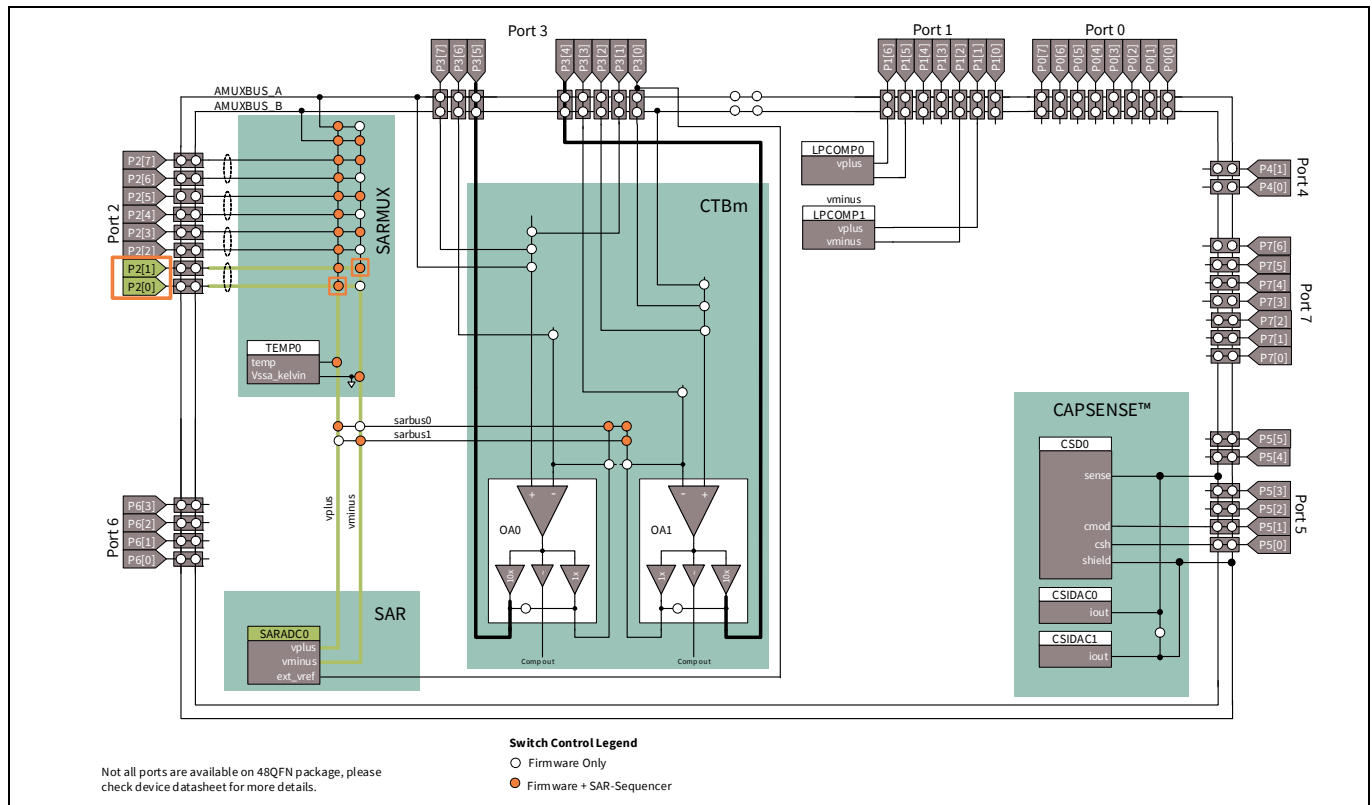 Port 3
Port 1
Port 0
P3[7]
P3[6]
P3[5]
P3[4]
P3[3]
P3[2]
P3[1]
P3[0]
P1[6]
P1[5]
P1[4]
P1[3]
P1[2]
P1[1]
P1[0]
P0[7]
P0[6]
P0[5]
P0[4]
P0[3]
P0[2]
P0[1]
P0[0]
AMUXBUS_A
AMUXBUS_B
Port 2
P2[7]
P2[6]
P2[5]
P2[4]
P2[3]
P2[2]
P2[1]
P2[0]
SARMUX
TEMP0
temp
Vssa_kelvin
sarbus0
sarbus1
vplus
vminus
Port 6
P6[3]
P6[2]
P6[1]
P6[0]
SAR
SARADC0
vplus
vminus
ext_vref
CTBm
+
-
OA0
10x
-
1x
Comp out
-
+
OA1
1x
-
10x
Comp out
LPCOMP0
vplus
vminus
LPCOMP1
vplus
vminus
Port 4
P4[1]
P4[0]
Port 7
P7[6]
P7[5]
P7[4]
P7[3]
P7[2]
P7[1]
P7[0]
CAPSENSE™
CSD0
sense
cmod
csh
shield
CSIDAC0
iout
CSIDAC1
iout
Port 5
P5[5]
P5[4]
P5[3]
P5[2]
P5[1]
P5[0]
Switch Control Legend
Firmware Only
Firmware + SAR-Sequencer
Not all ports are available on 48QFN package, please
check device datasheet for more details.